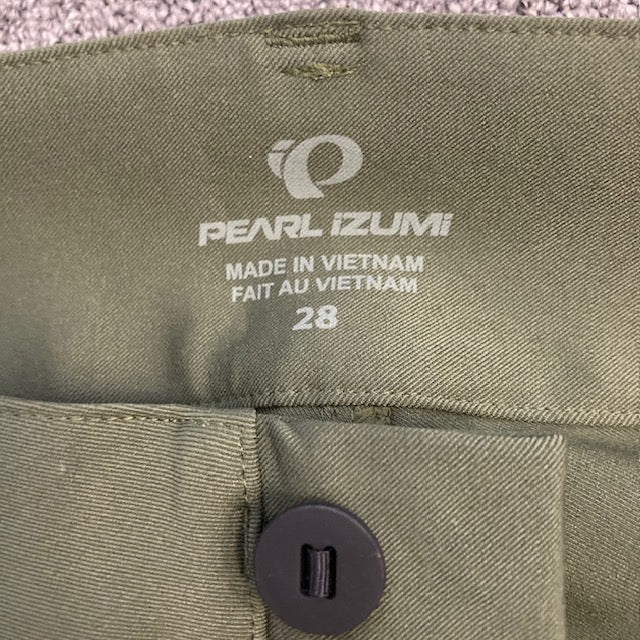 PEARL iZUMi
MADE IN VIETNAM
FAIT AU VIETNAM
28